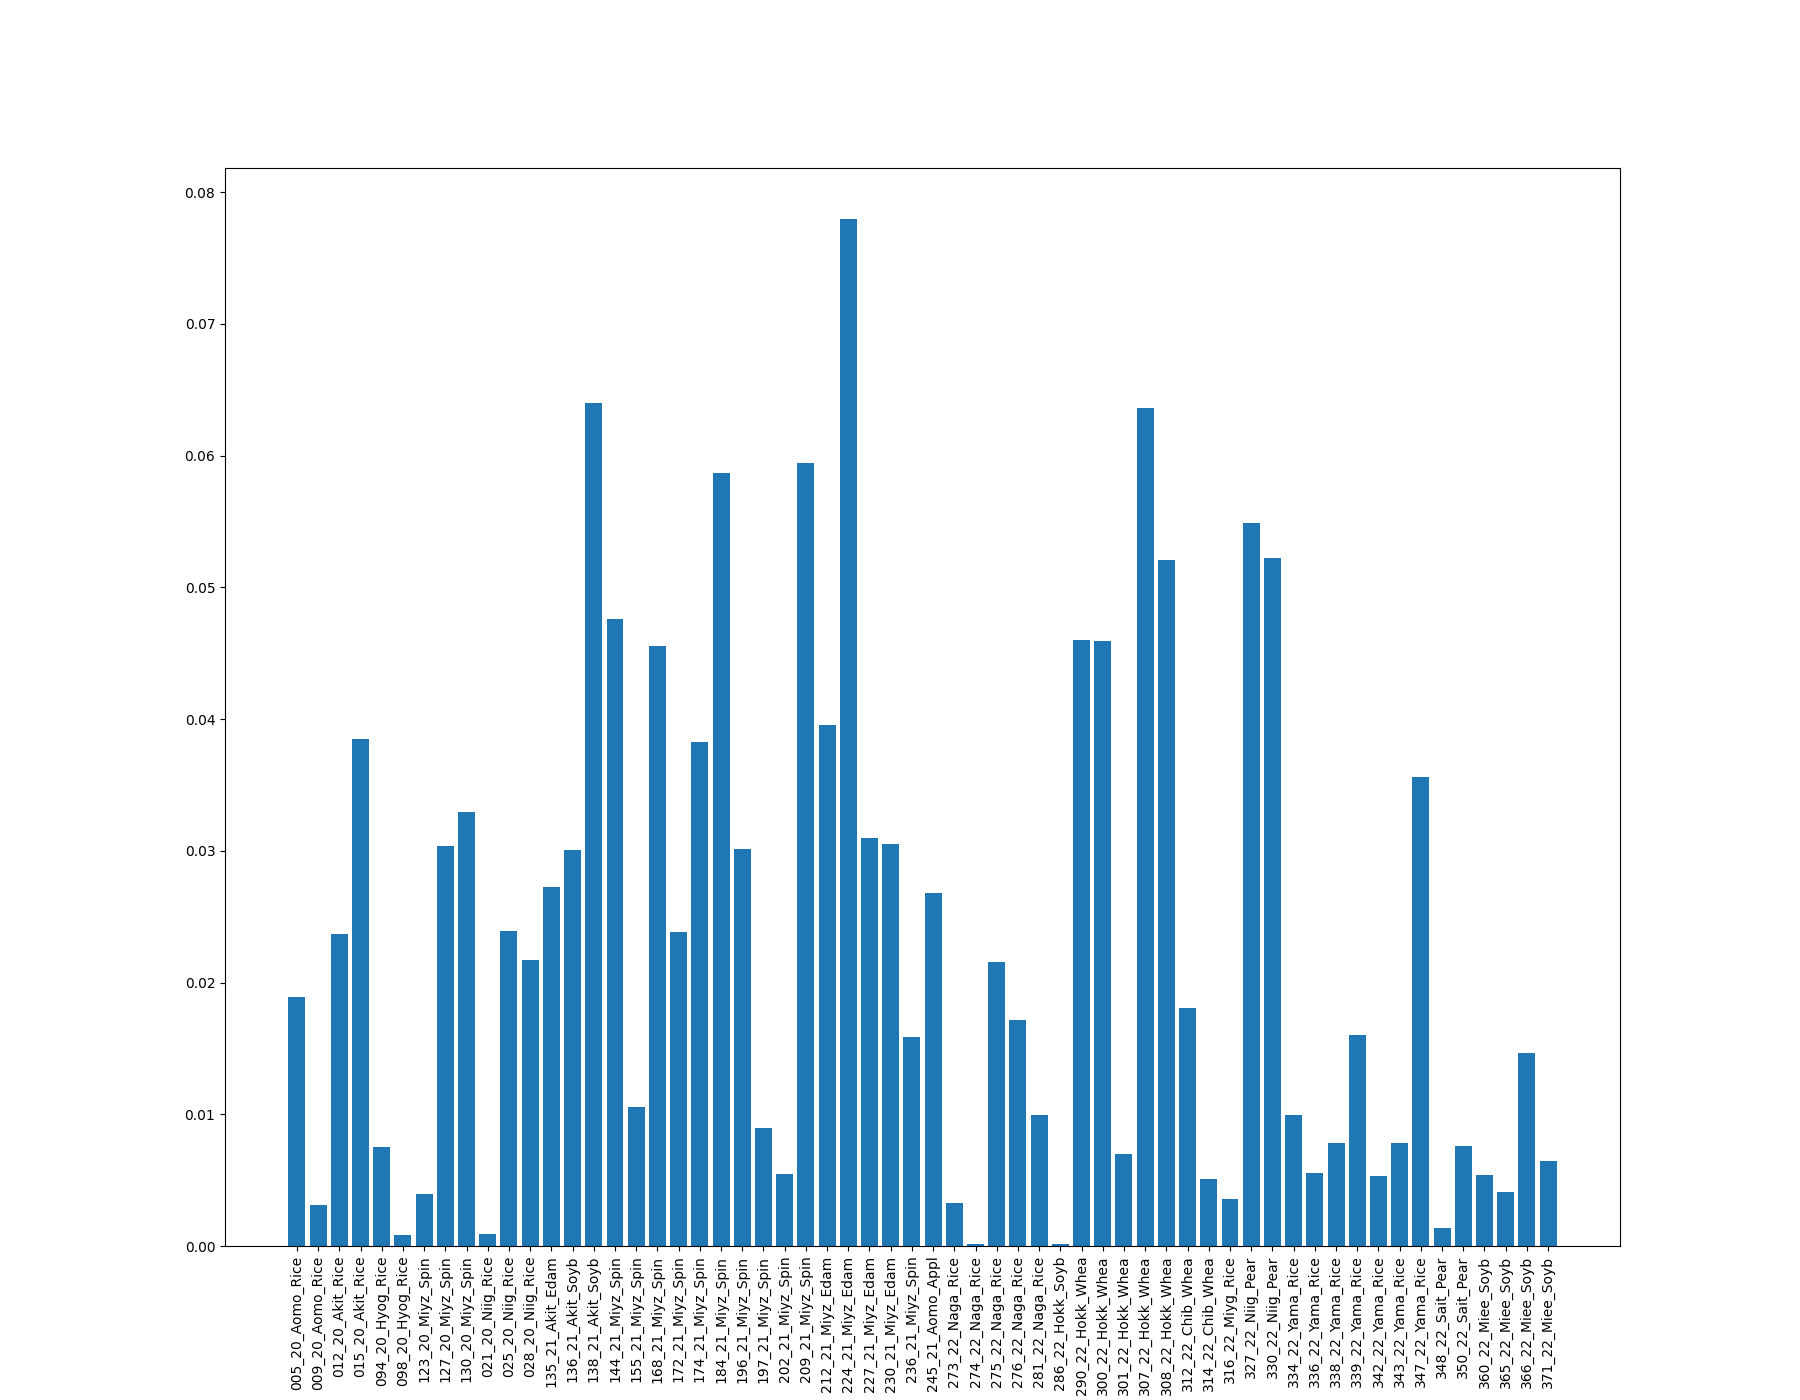 0.08
0.07
0.06
0.05
0.04
0.03
0.02
0.01
0.00
005_20_Aomo_Rice
009_20_Aomo_Rice
012_20_Akit_Rice
015_20_Akit_Rice
094_20_Hyog_Rice
098_20_Hyog_Rice
123_20_Miyz_Spin
127_20_Miyz_Spin
130_20_Miyz_Spin
021_20_Niig_Rice
025_20_Niig_Rice
028_20_Niig_Rice
135_21_Akit_Edam
136_21_Akit_Soyb
138_21_Akit_Soyb
144_21_Miyz_Spin
155_21_Miyz_Spin
168_21_Miyz_Spin
172_21_Miyz_Spin
174_21_Miyz_Spin
184_21_Miyz_Spin
196_21_Miyz_Spin
197_21_Miyz_Spin
202_21_Miyz_Spin
209_21_Miyz_Spin
212_21_Miyz_Edam
224_21_Miyz_Edam
227_21_Miyz_Edam
230_21_Miyz_Edam
236_21_Miyz_Spin
245_21_Aomo_Appl
273_22_Naga_Rice
274_22_Naga_Rice
275_22_Naga_Rice
276_22_Naga_Rice
281_22_Naga_Rice
286_22_Hokk_Soyb
290_22_Hokk_Whea
300_22_Hokk_Whea
301_22_Hokk_Whea
307_22_Hokk_Whea
308_22_Hokk_Whea
312_22_Chib_Whea
314_22_Chib_Whea
316_22_Miyg_Rice
327_22_Niig_Pear
330_22_Niig_Pear
334_22_Yama_Rice
336_22_Yama_Rice
338_22_Yama_Rice
339_22_Yama_Rice
342_22_Yama_Rice
343_22_Yama_Rice
347_22_Yama_Rice
348_22_Sait_Pear
350_22_Sait_Pear
360_22_Miee_Soyb
365_22_Miee_Soyb
366_22_Miee_Soyb
371_22_Miee_Soyb